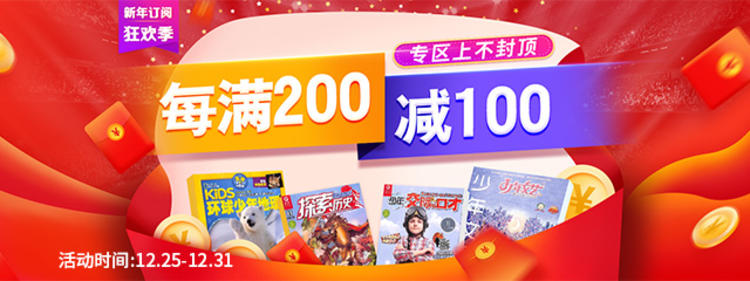 新年订阅
狂欢季
专区上不封顶
每满200
减100
KiDS
环球少年地理
探索历史
少年
交际与口才
少年文艺
活动时间:12.25-12.31